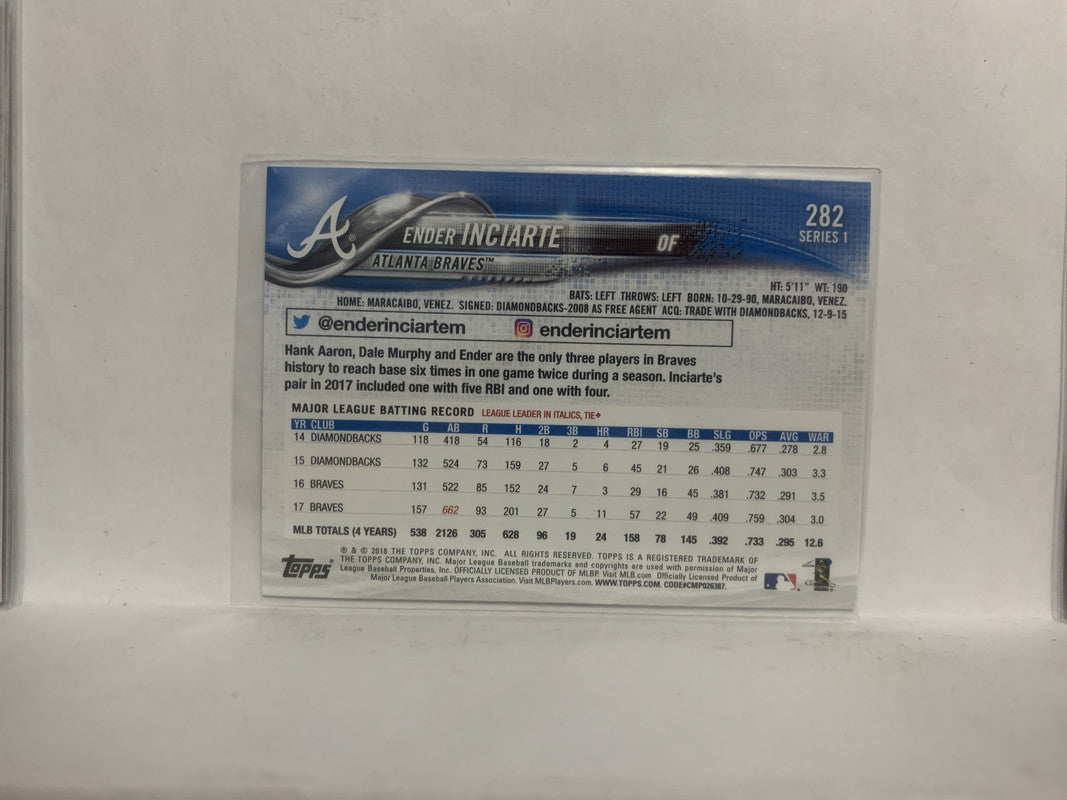 A®
282
SERIES 1
ENDER INCIARTE OF
ATLANTA BRAVES™
HT: 5'11" WT: 190
BATS: LEFT THROWS: LEFT BORN: 10-29-90, MARACAIBO, VENEZ.
HOME: MARACAIBO, VENEZ. SIGNED: DIAMONDBACKS-2008 AS FREE AGENT ACQ: TRADE WITH DIAMONDBACKS, 12-9-15
@enderinciartem enderinciartem
Hank Aaron, Dale Murphy and Ender are the only three players in Braves
history to reach base six times in one game twice during a season. Inciarte's
pair in 2017 included one with five RBI and one with four.
MAJOR LEAGUE BATTING RECORD LEAGUE LEADER IN ITALICS, TIE♦
YR CLUB G AB R H 2B 3B HR RBI SB BB SLG OPS AVG WAR
14 DIAMONDBACKS 118 418 54 116 18 2 4 27 19 25 .359 .677 .278 2.8
15 DIAMONDBACKS 132 524 73 159 27 5 6 45 21 26 .408 .747 .303 3.3
16 BRAVES 131 522 85 152 24 7 3 29 16 45 .381 .732 .291 3.5
17 BRAVES 157 662 93 201 27 5 11 57 22 49 .409 .759 .304 3.0
MLB TOTALS (4 YEARS) 538 2126 305 628 96 19 24 158 78 145 .392 .733 .295 12.6
® & © 2018 THE TOPPS COMPANY, INC. ALL RIGHTS RESERVED. TOPPS IS A REGISTERED TRADEMARK OF
THE TOPPS COMPANY, INC. Major League Baseball trademarks and copyrights are used with permission of Major
League Baseball Properties, Inc. OFFICIALLY LICENSED PRODUCT OF MLBP. Visit MLB.com Officially Licensed Product of
Major League Baseball Players Association. Visit MLBPlayers.com. WWW.TOPPS.COM. CODE#CMP026387.
Topps®